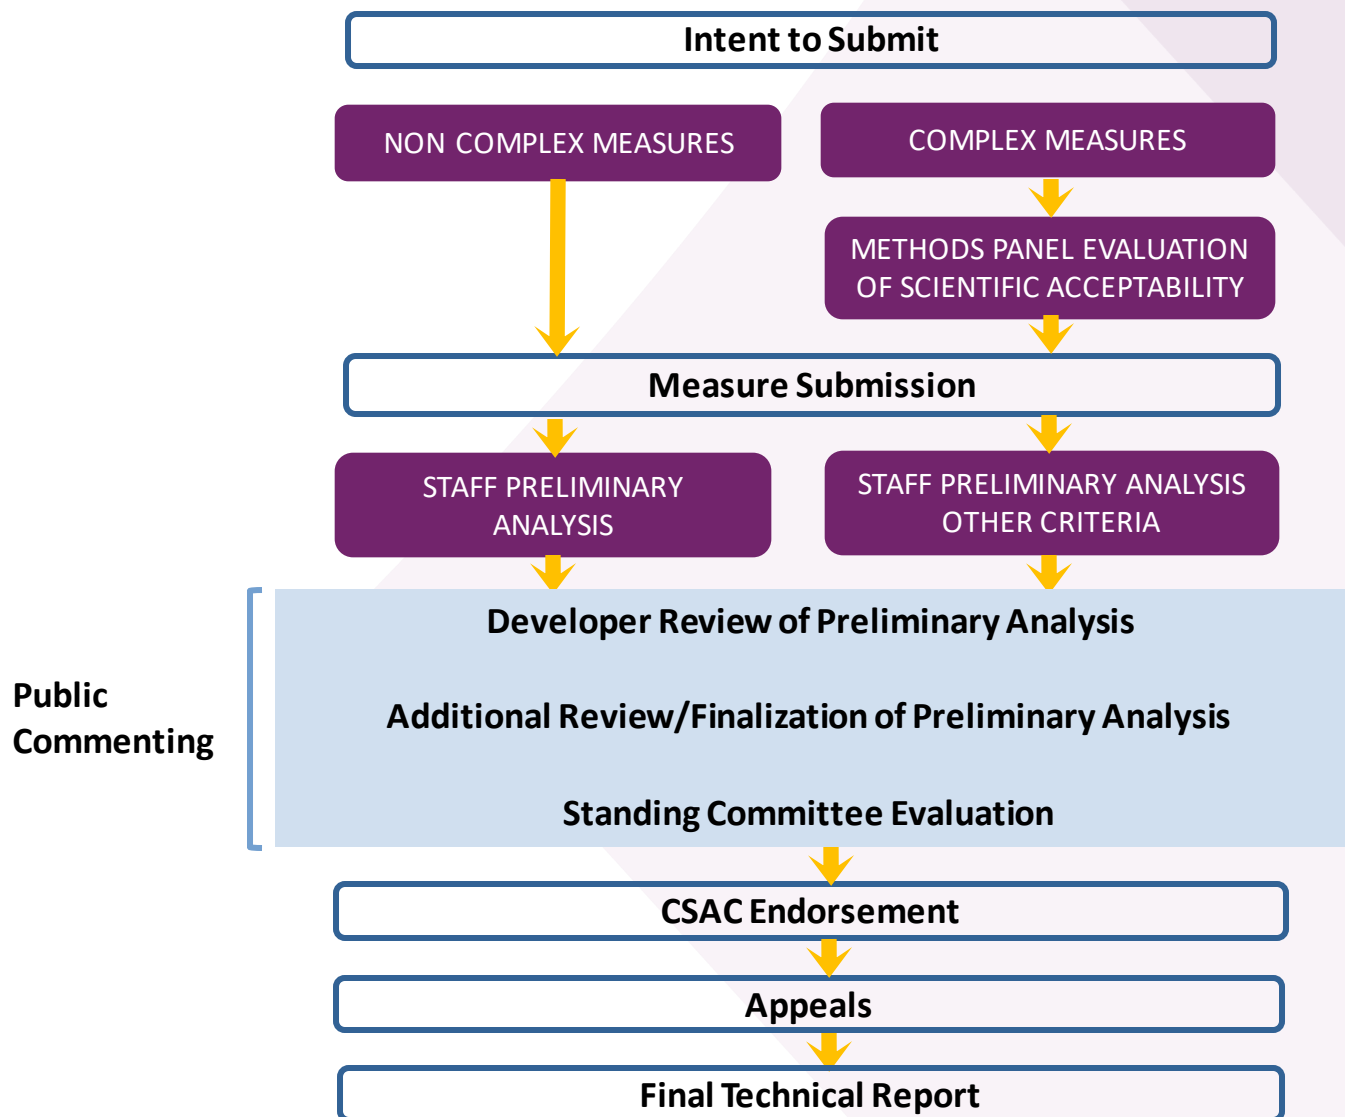 Intent to Submit
NON COMPLEX MEASURES
COMPLEX MEASURES
METHODS PANEL EVALUATION
OF SCIENTIFIC ACCEPTABILITY
Measure Submission
STAFF PRELIMINARY
ANALYSIS
STAFF PRELIMINARY ANALYSIS
OTHER CRITERIA
Public
Commenting
Developer Review of Preliminary Analysis
Additional Review/Finalization of Preliminary Analysis
Standing Committee Evaluation
CSAC Endorsement
Appeals
Final Technical Report